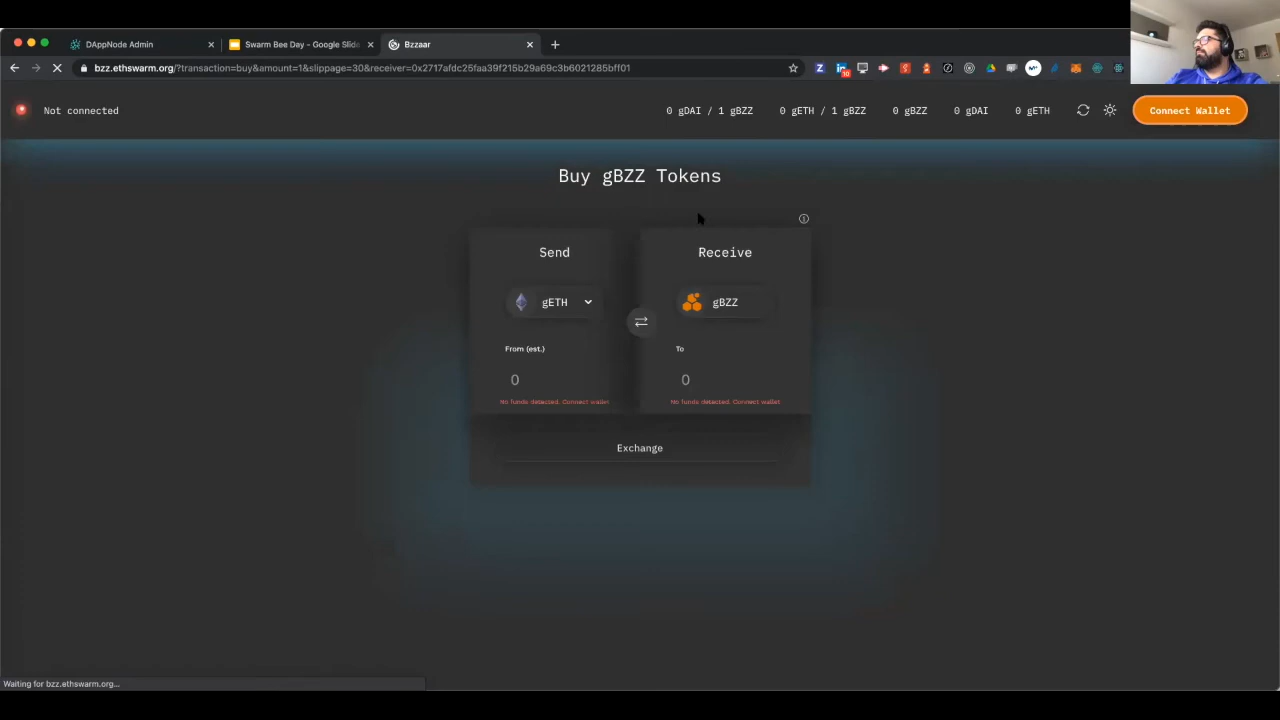 DAppNode Admin
Swarm Bee Day - Google Slide
Bzzaar
bzz.ethswarm.org/?transaction=buy&amount=1&slippage=30&receiver=0x2717afdc25faa39f215b29a69c3b6021285bff01
10
Not connected
0 gDAI / 1 gBZZ
0 gETH / 1 gBZZ
0 gBZZ
0 gDAI
0 gETH
Connect Wallet
Buy gBZZ Tokens
Send
Receive
gETH
gBZZ
From (est.)
To
0
0
No funds detected. Connect wallet
No funds detected. Connect wallet
Exchange
Waiting for bzz.ethswarm.org...